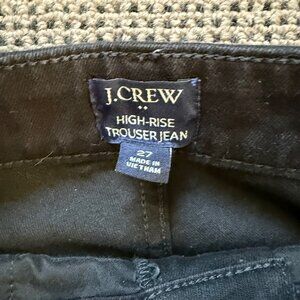 J.CREW
HIGH-RISE
TROUSER JEAN
27
MADE IN
VIETNAM